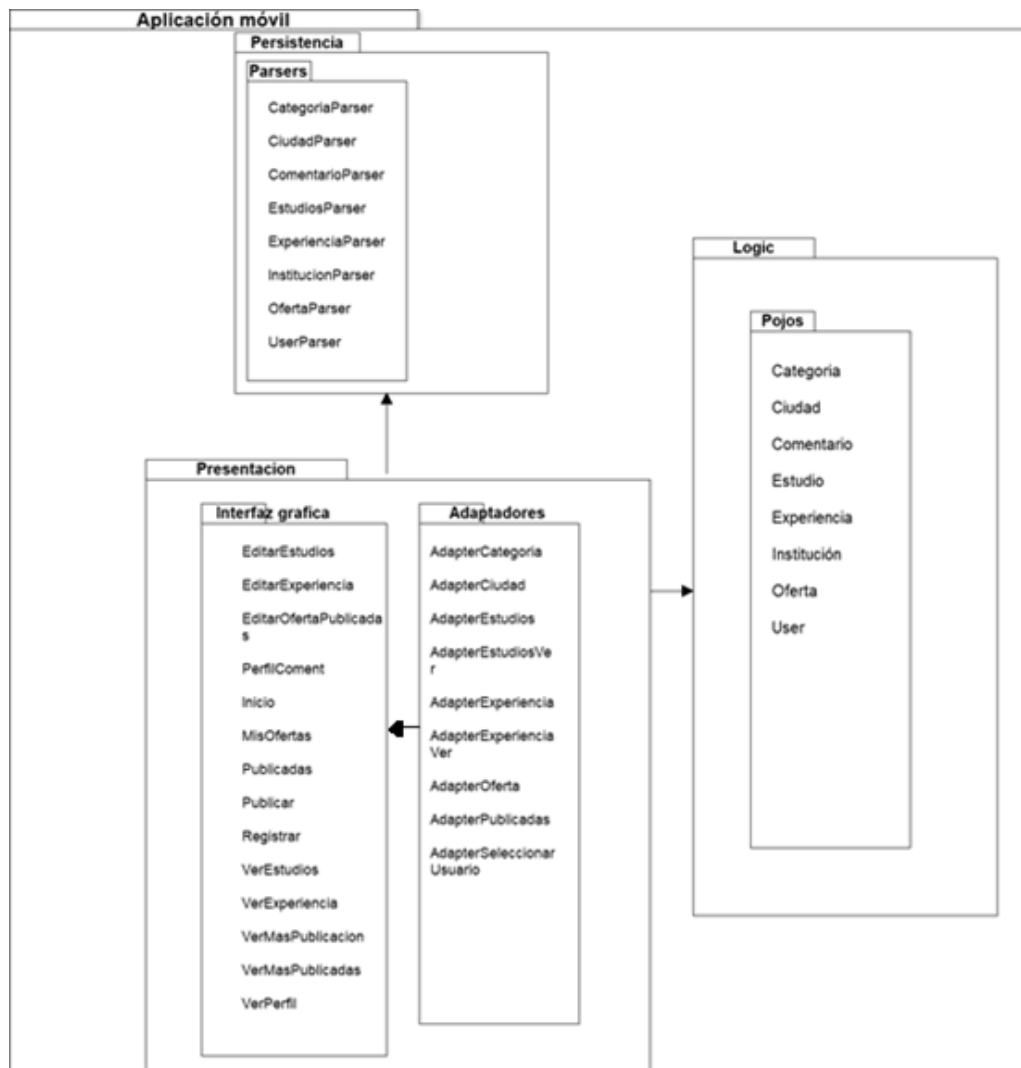 Aplicación móvil
Persistencia
Parsers
CategoriaParser
CiudadParser
ComentarioParser
EstudiosParser
ExperienciaParser
InstitucionParser
OfertaParser
UserParser
Logic
Pojos
Categoria
Ciudad
Comentario
Estudio
Experiencia
Institución
Oferta
User
Presentacion
Interfaz grafica
EditarEstudios
EditarExperiencia
EditarOfertaPublicada
s
PerfilComent
Inicio
MisOfertas
Publicadas
Publicar
Registrar
VerEstudios
VerExperiencia
VerMasPublicacion
VerMasPublicadas
VerPerfil
Adaptadores
AdapterCategoria
AdapterCiudad
AdapterEstudios
AdapterEstudiosVe
r
AdapterExperiencia
AdapterExperiencia
Ver
AdapterOferta
AdapterPublicadas
AdapterSeleccionar
Usuario